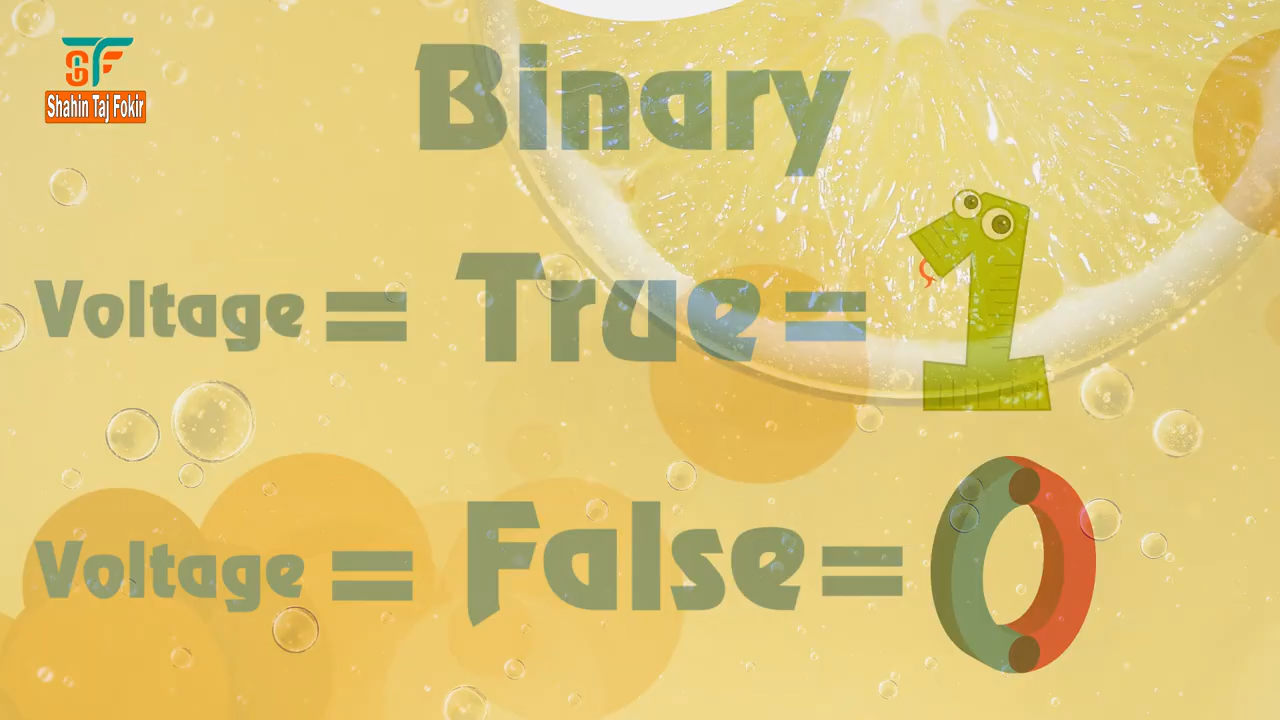 Shahin Taj Fokir
Binary
Voltage = True = 1
Voltage = False = 0